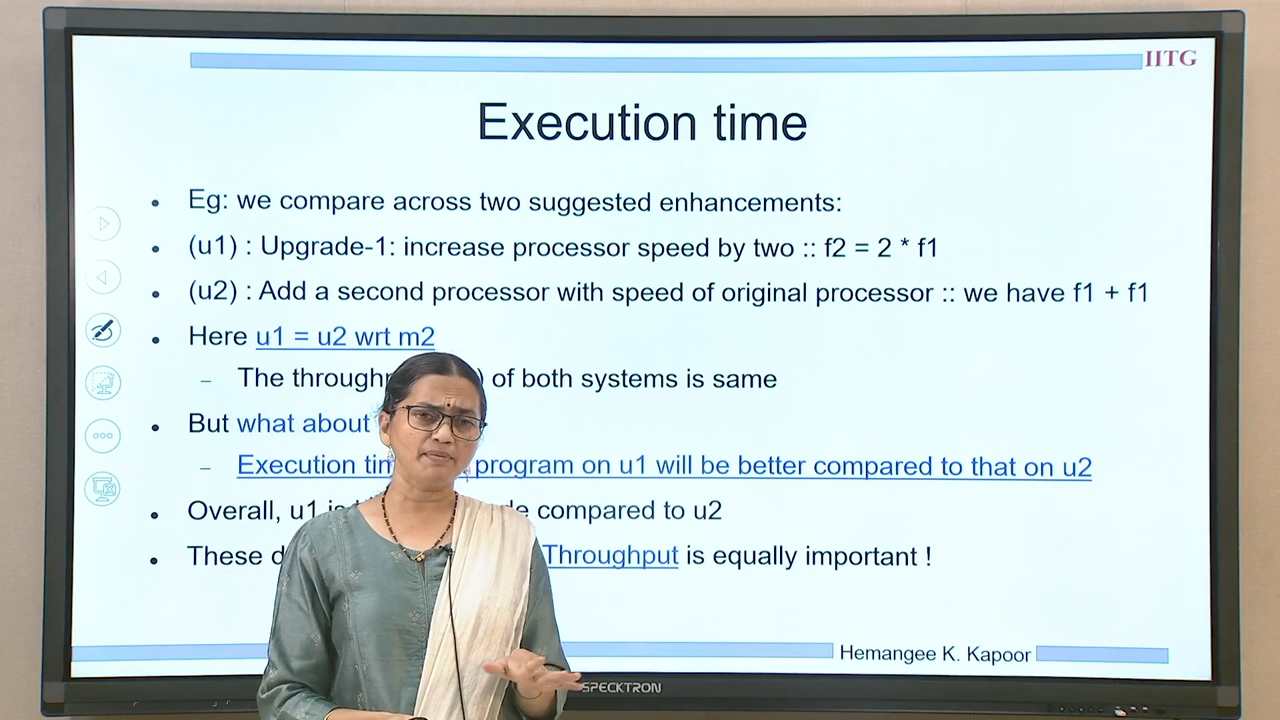 IITG
Execution time
• Eg: we compare across two suggested enhancements:
• (u1) : Upgrade-1: increase processor speed by two :: f2 = 2 * f1
• (u2) : Add a second processor with speed of original processor :: we have f1 + f1
• Here u1 = u2 wrt m2
– The ) of both systems is same
• But what about
– Execution program on u1 will be better compared to that on u2
• Overall, u1 compared to u2
• These Throughput is equally important !
Hemangee K. Kapoor
SPECKTRON